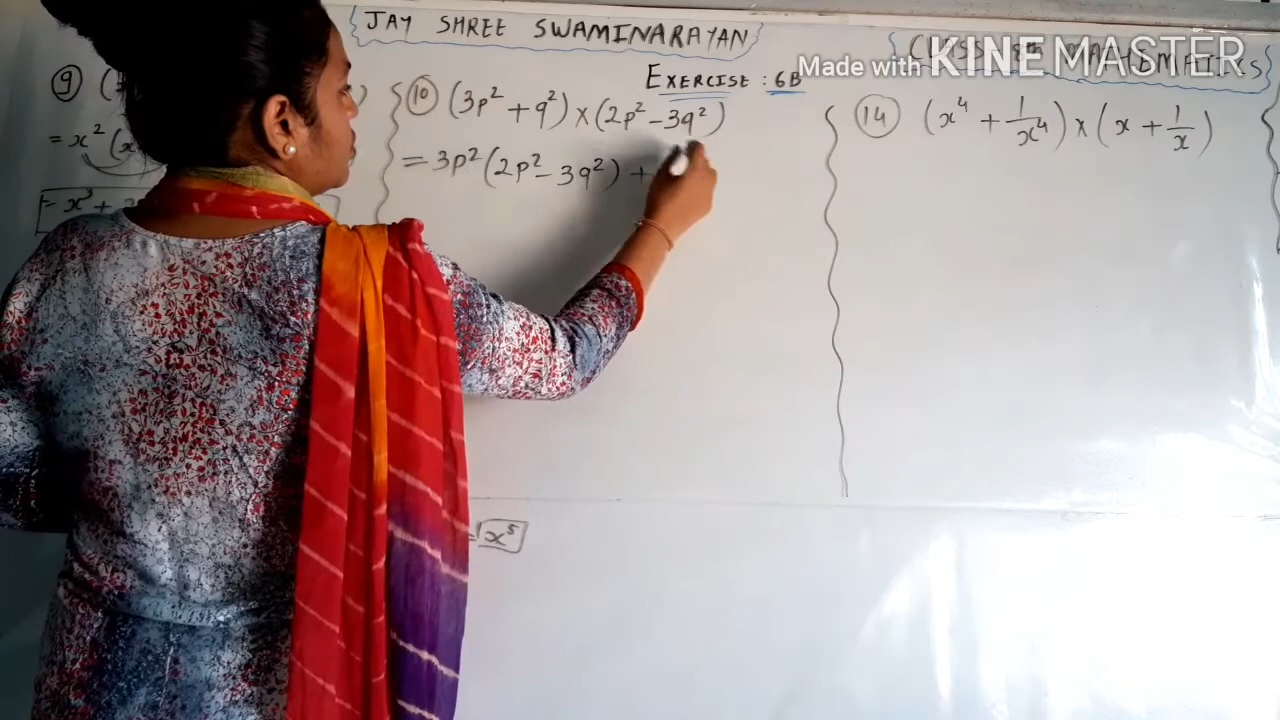 JAY SHREE SWAMINARAYAN
Made with KINEMASTER
EXERCISE : 6B
9 (
= x² (x
= x³ +
10 (3p² + q²) × (2p² - 3q²)
= 3p² (2p² - 3q²) +
= x⁵
14 (x⁴ + 1/x⁴) × (x + 1/x)